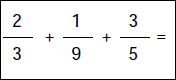 2/3 + 1/9 + 3/5 =